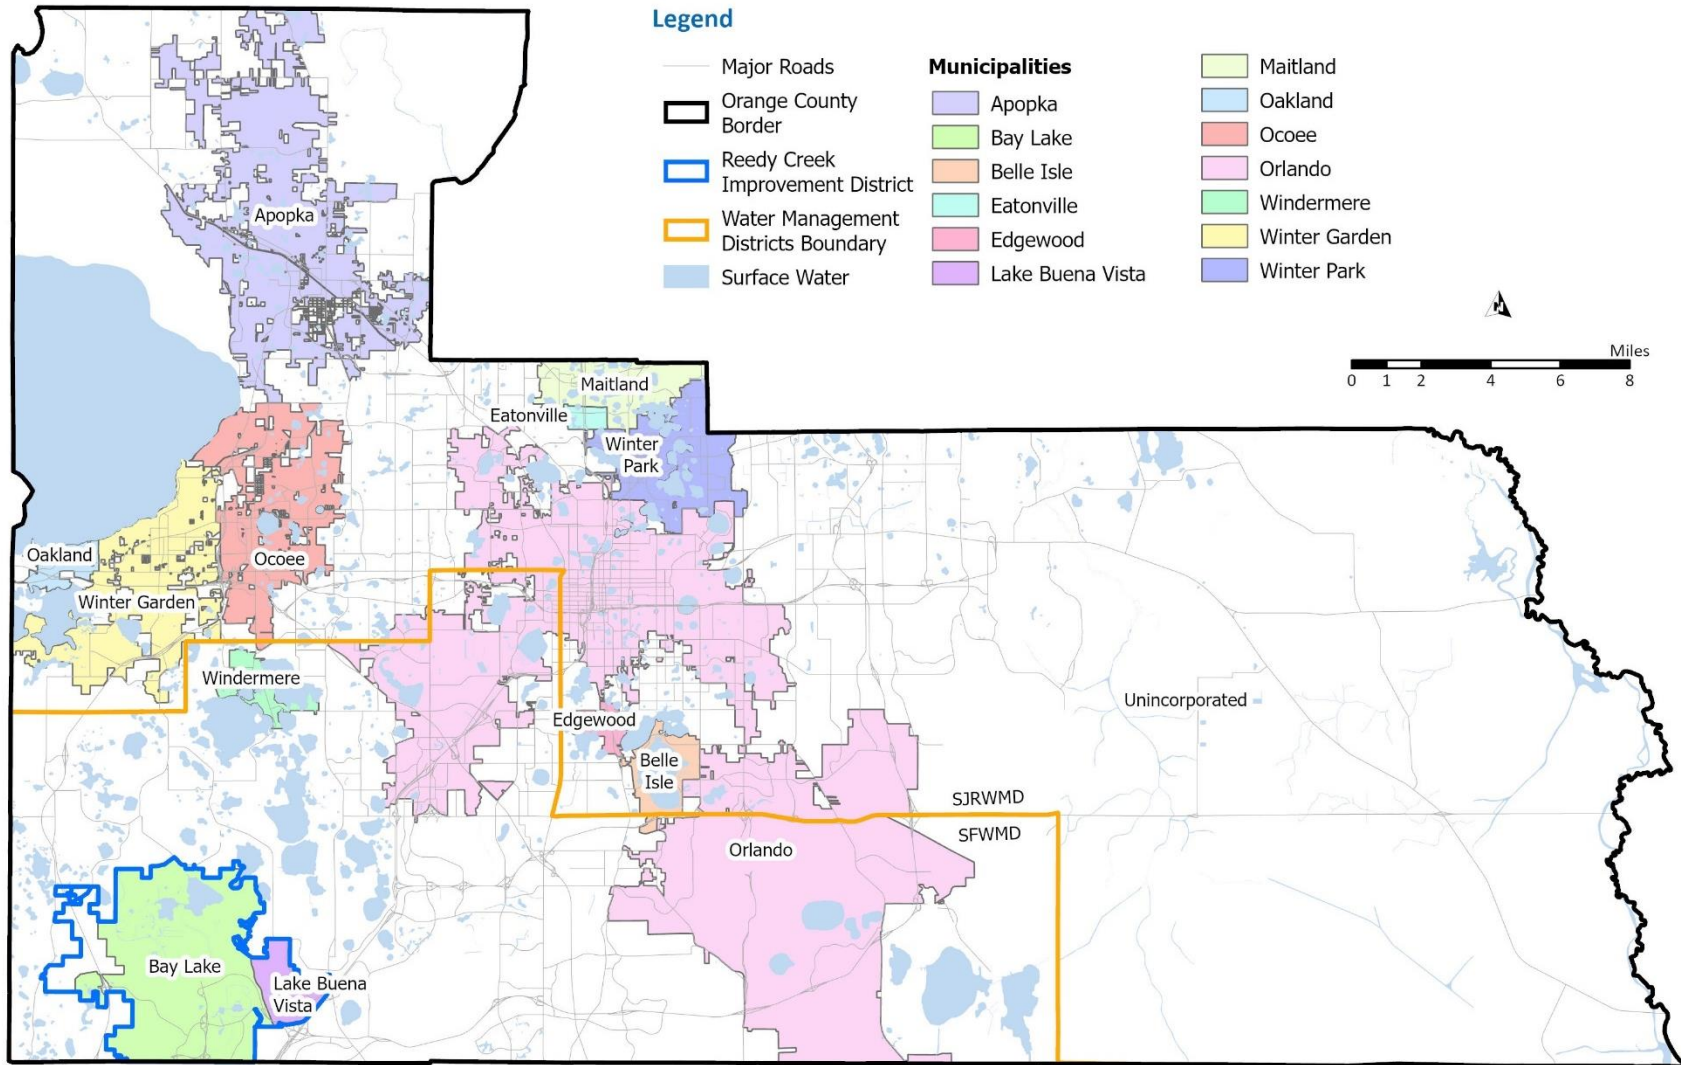 Legend
Major Roads
Orange County
Border
Reedy Creek
Improvement District
Water Management
Districts Boundary
Surface Water
Municipalities
Apopka
Bay Lake
Belle Isle
Eatonville
Edgewood
Lake Buena Vista
Maitland
Oakland
Ocoee
Orlando
Windermere
Winter Garden
Winter Park
N
Miles
0 1 2 4 6 8
Apopka
Maitland
Eatonville
Winter
Park
Oakland
Ocoee
Winter Garden
Windermere
Edgewood
Unincorporated
Belle
Isle
SJRWMD
SFWMD
Orlando
Bay Lake
Lake Buena
Vista